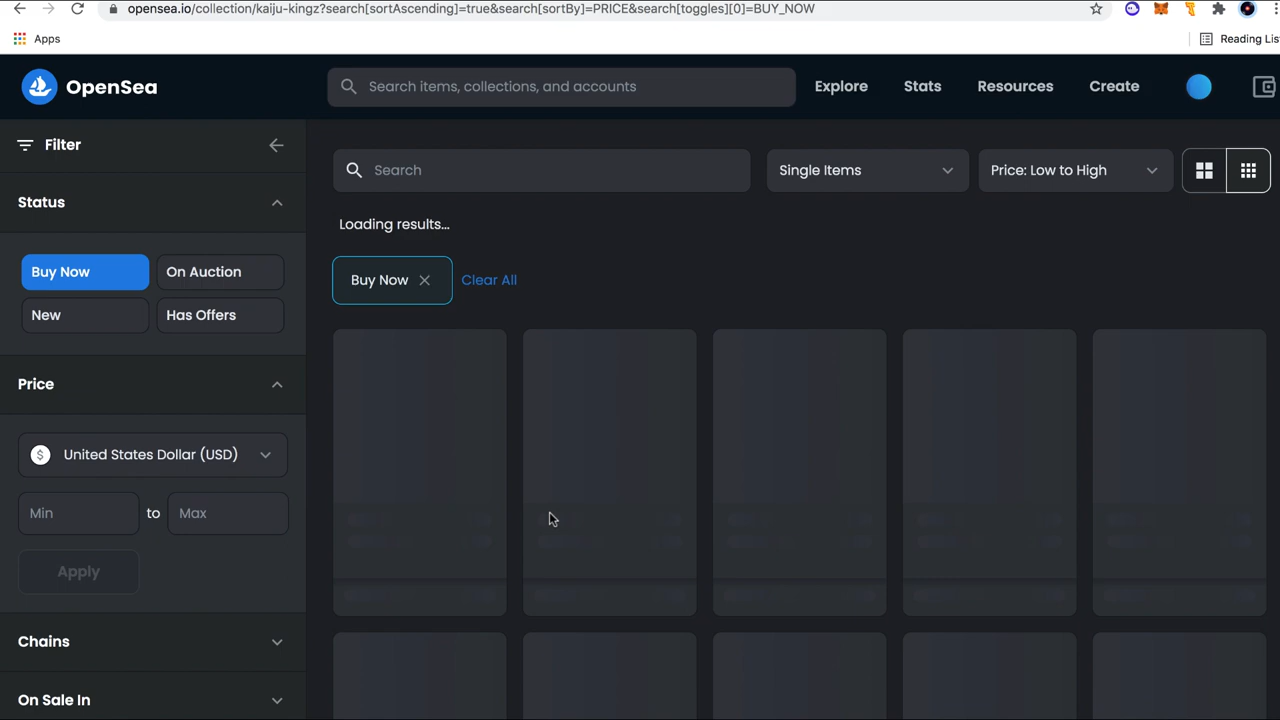 opensea.io/collection/kaiju-kingz?search[sortAscending]=true&search[sortBy]=PRICE&search[toggles][0]=BUY_NOW
Apps
Reading List
OpenSea
Search items, collections, and accounts
Explore
Stats
Resources
Create
Filter
Search
Single Items
Price: Low to High
Status
Loading results...
Buy Now
On Auction
Buy Now
Clear All
New
Has Offers
Price
$
United States Dollar (USD)
Min
to
Max
Apply
Chains
On Sale In